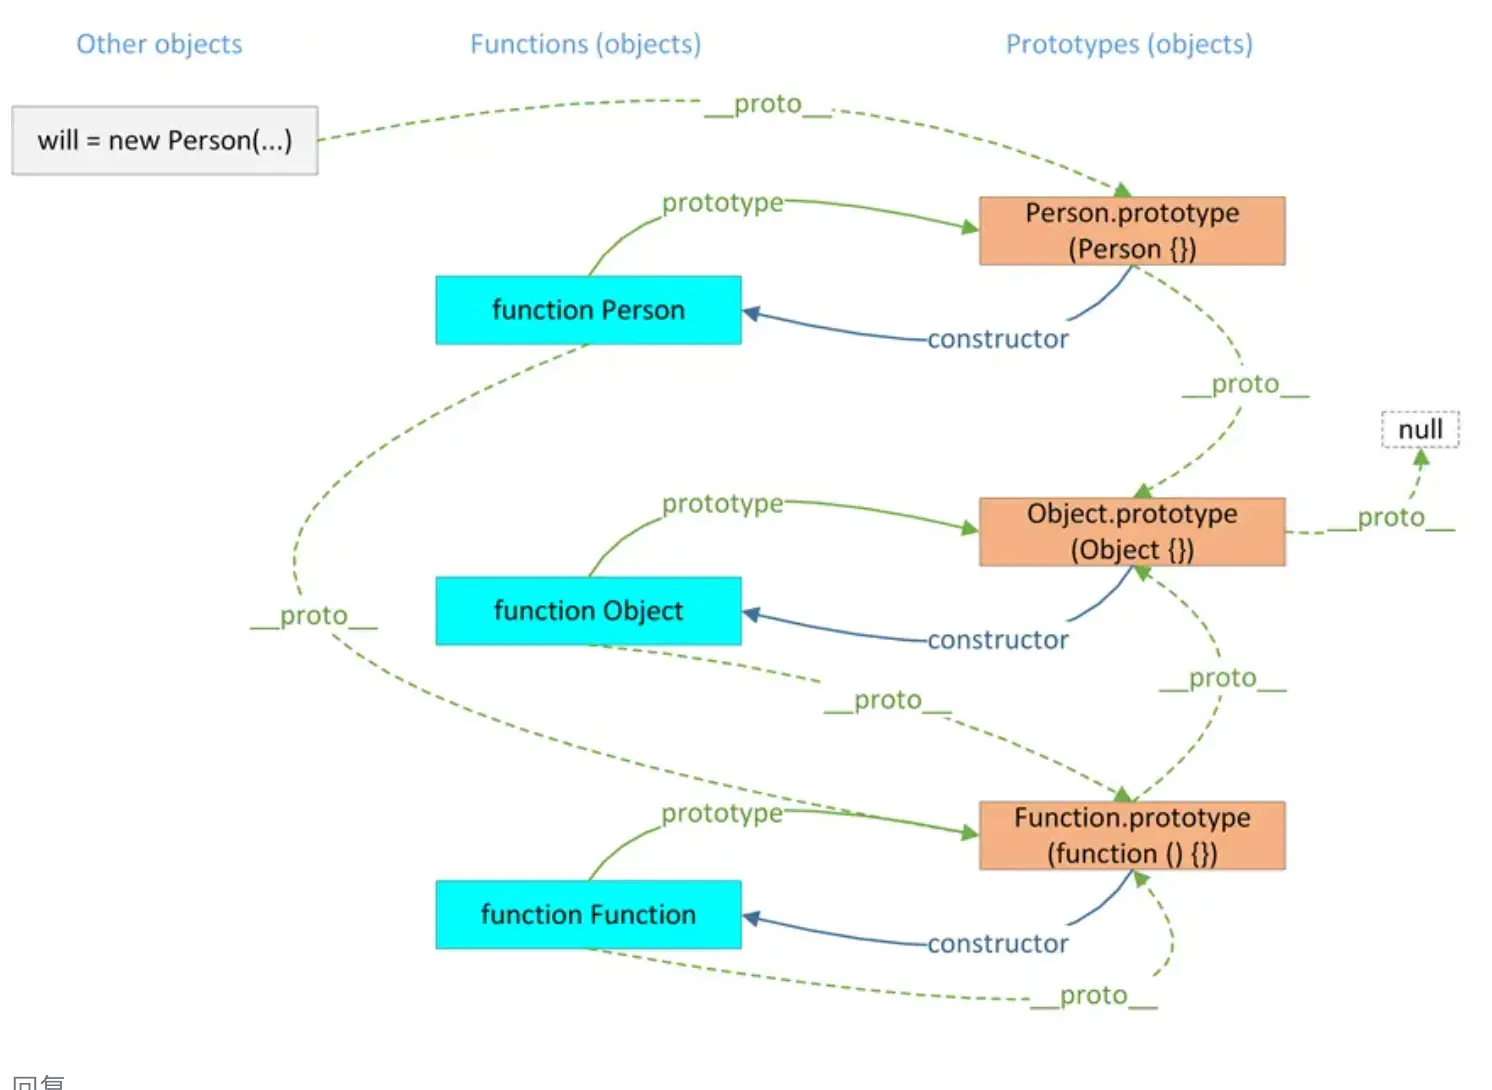 Other objects
Functions (objects)
Prototypes (objects)
__proto__
will = new Person(...)
prototype
Person.prototype
(Person {})
function Person
constructor
__proto__
null
prototype
Object.prototype
(Object {})
__proto__
function Object
__proto__
constructor
__proto__
__proto__
prototype
Function.prototype
(function () {})
function Function
constructor
__proto__
回复